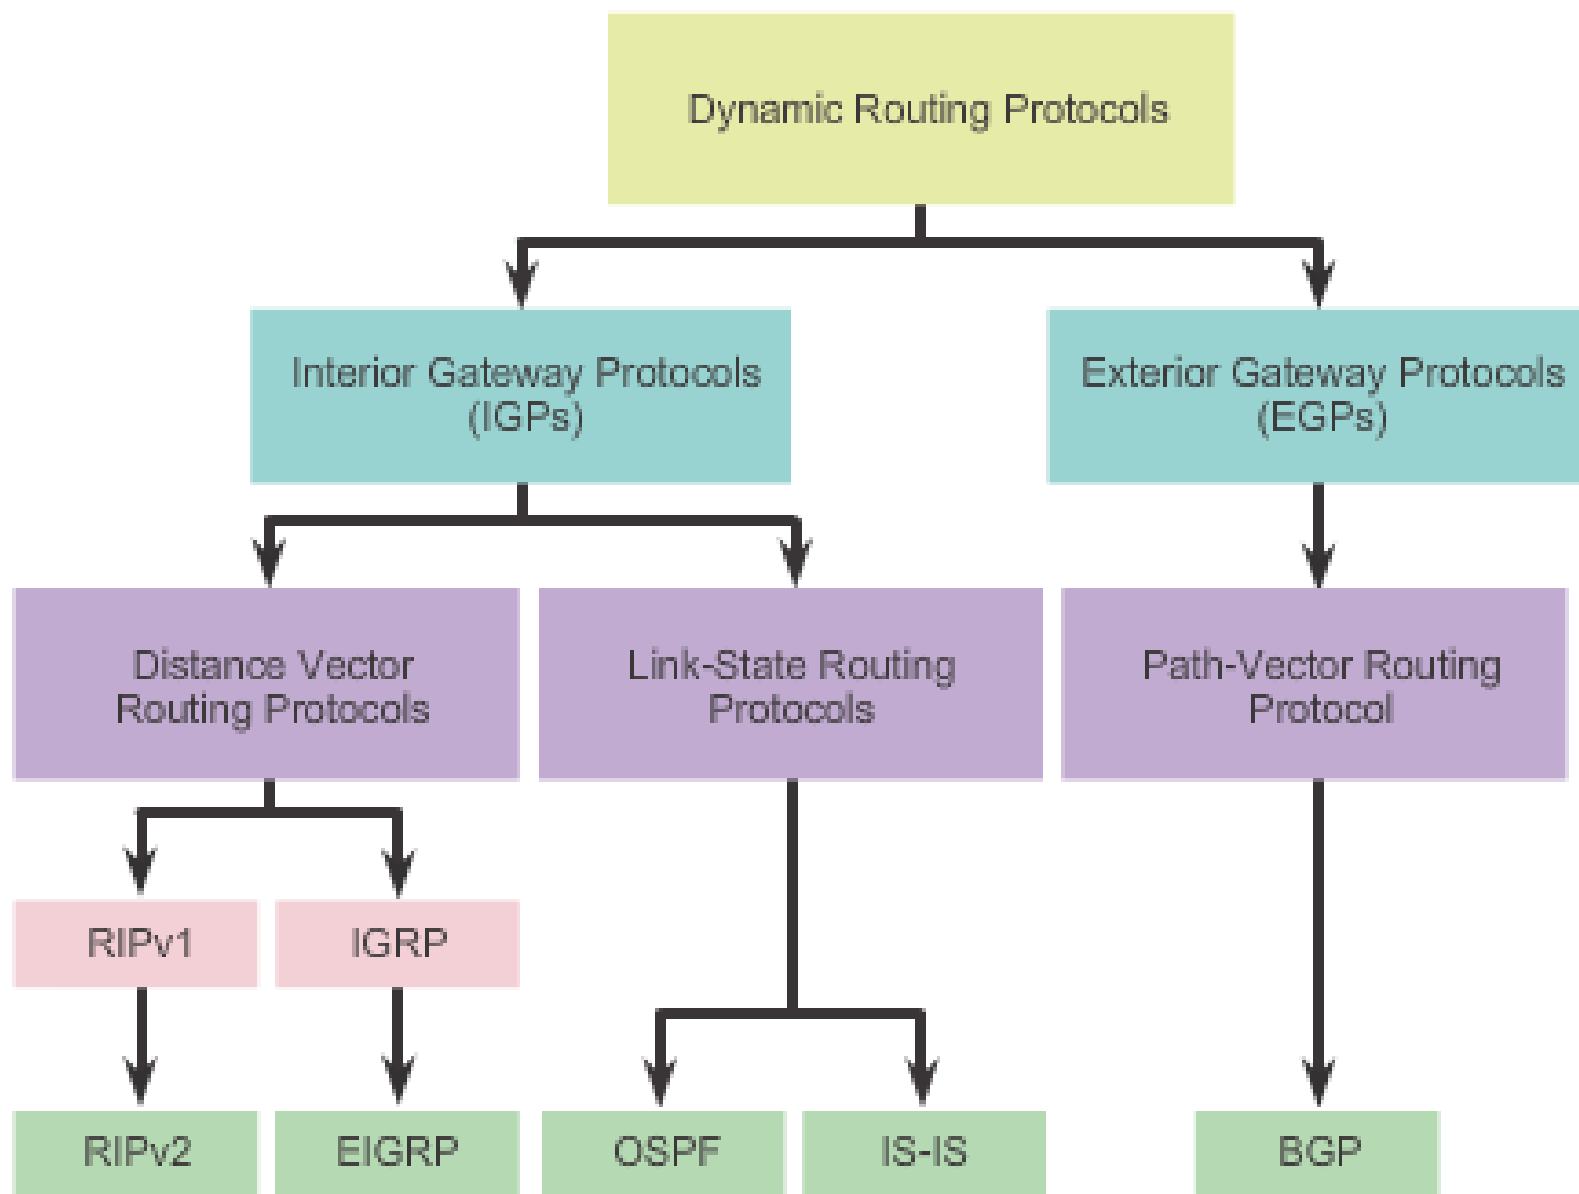 Dynamic Routing Protocols
Interior Gateway Protocols
(IGPs)
Exterior Gateway Protocols
(EGPs)
Distance Vector
Routing Protocols
Link-State Routing
Protocols
Path-Vector Routing
Protocol
RIPv1
IGRP
RIPv2
EIGRP
OSPF
IS-IS
BGP